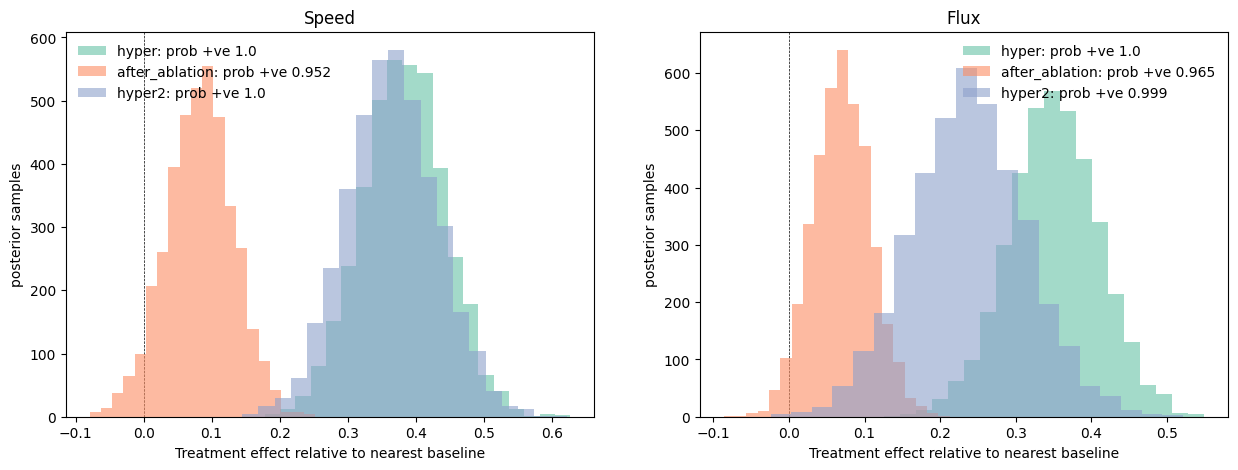 Speed
hyper: prob +ve 1.0
after_ablation: prob +ve 0.952
hyper2: prob +ve 1.0
posterior samples
600
500
400
300
200
100
0
−0.1 0.0 0.1 0.2 0.3 0.4 0.5 0.6
Treatment effect relative to nearest baseline
Flux
hyper: prob +ve 1.0
after_ablation: prob +ve 0.965
hyper2: prob +ve 0.999
posterior samples
600
500
400
300
200
100
0
−0.1 0.0 0.1 0.2 0.3 0.4 0.5
Treatment effect relative to nearest baseline